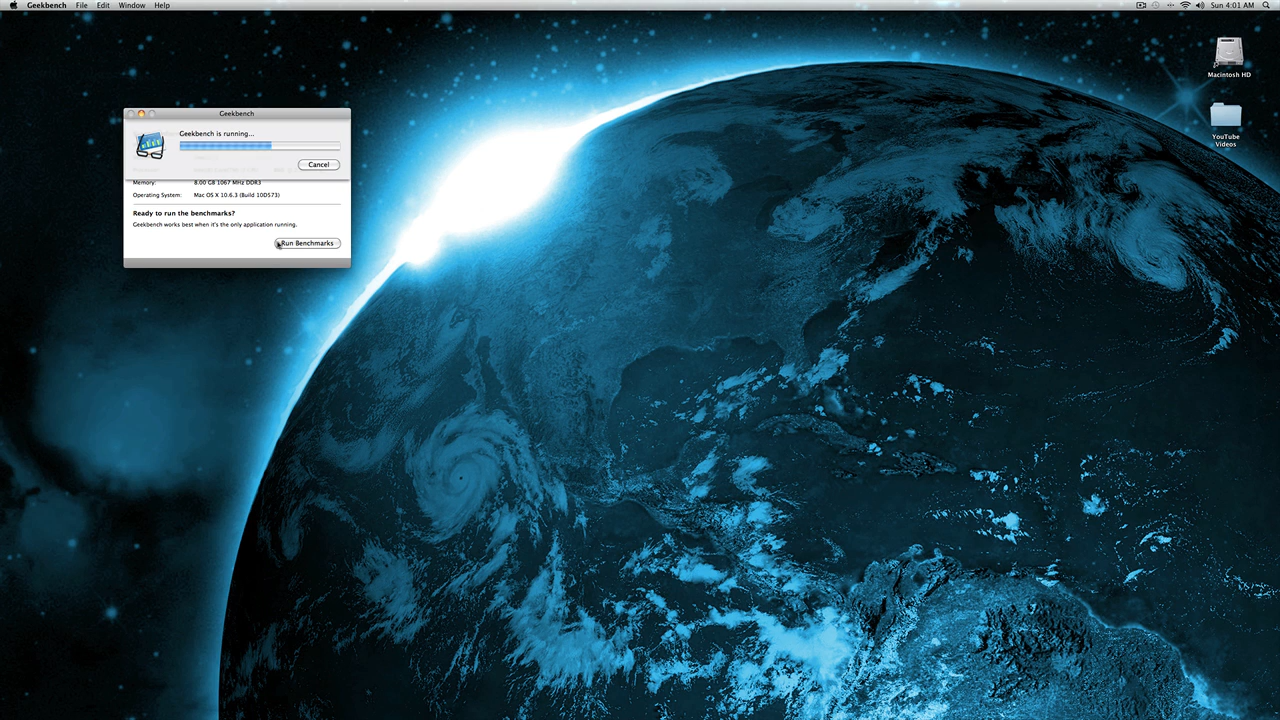 Geekbench File Edit Window Help Sun 4:01 AM
Macintosh HD
YouTube
Videos
Geekbench
Geekbench is running...
Cancel
Memory: 8.00 GB 1067 MHz DDR3
Operating System: Mac OS X 10.6.3 (Build 10D573)
Ready to run the benchmarks?
Geekbench works best when it's the only application running.
Run Benchmarks